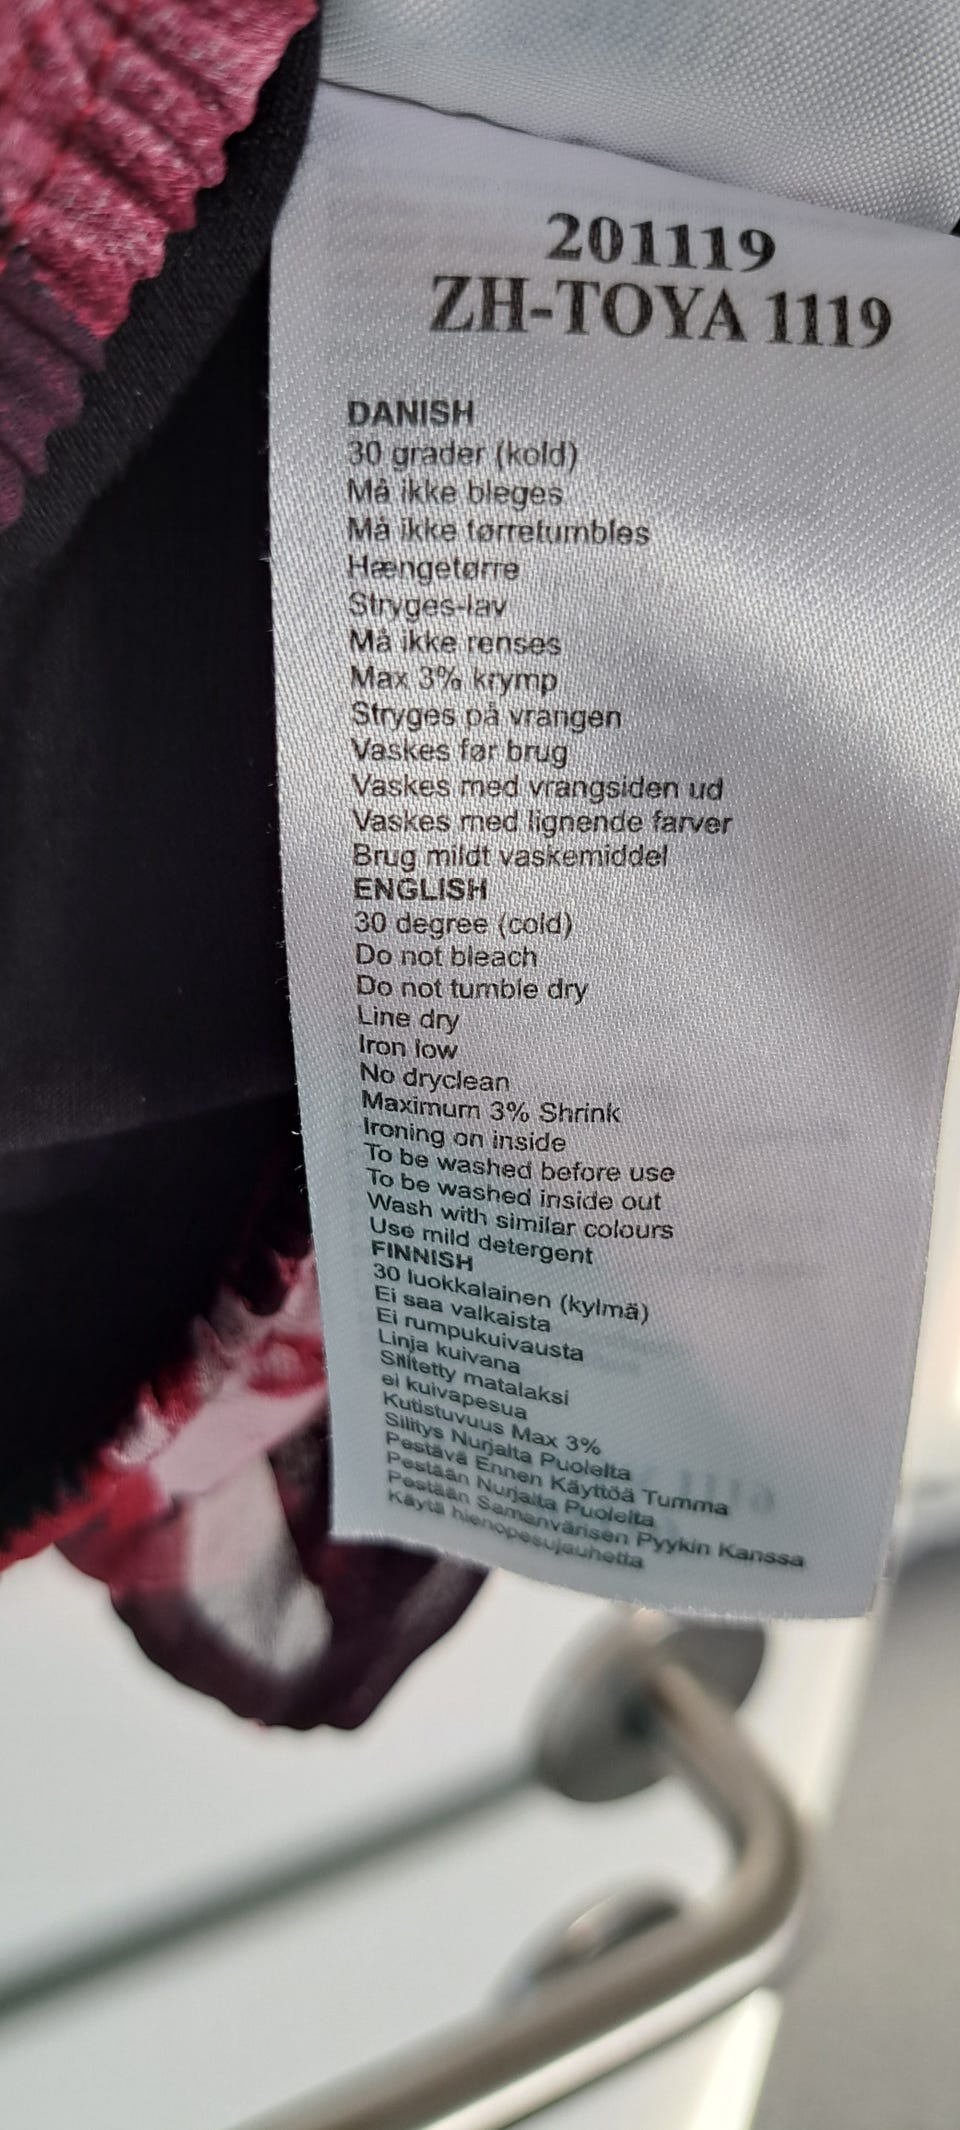 201119
ZH-TOYA 1119
DANISH
30 grader (kold)
Må ikke bleges
Må ikke tørretumbles
Hængetørre
Stryges-lav
Må ikke renses
Max 3% krymp
Stryges på vrangen
Vaskes før brug
Vaskes med vrangsiden ud
Vaskes med lignende farver
Brug mildt vaskemiddel
ENGLISH
30 degree (cold)
Do not bleach
Do not tumble dry
Line dry
Iron low
No dryclean
Maximum 3% Shrink
Ironing on inside
To be washed before use
To be washed inside out
Wash with similar colours
Use mild detergent
FINNISH
30 luokkalainen (kylmä)
Ei saa valkaista
Ei rumpukuivausta
Linja kuivana
Silitetty matalaksi
ei kuivapesua
Kutistuvuus Max 3%
Silitys Nurjalta Puolelta
Pestävä Ennen Käyttöä Tumma
Pestään Nurjalta Puolelta
Pestään Samanvärisen Pyykin Kanssa
Käytä hienopesujauhetta